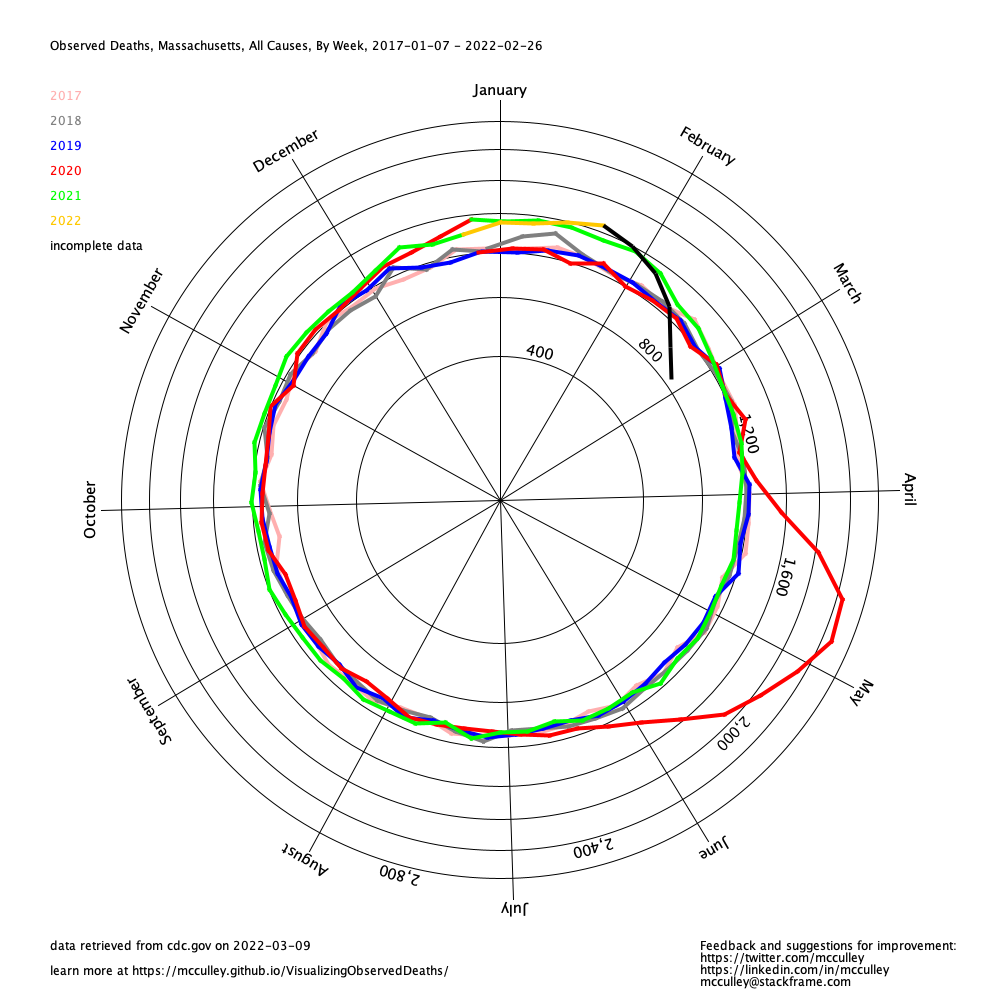 Observed Deaths, Massachusetts, All Causes, By Week, 2017-01-07 - 2022-02-26
January
2017
2018
2019
2020
2021
2022
incomplete data
December
February
November
March
400
800
1,200
October
April
1,600
September
May
2,000
August
June
2,400
2,800
July
data retrieved from cdc.gov on 2022-03-09
learn more at https://mcculley.github.io/VisualizingObservedDeaths/
Feedback and suggestions for improvement:
https://twitter.com/mcculley
https://linkedin.com/in/mcculley
mcculley@stackframe.com